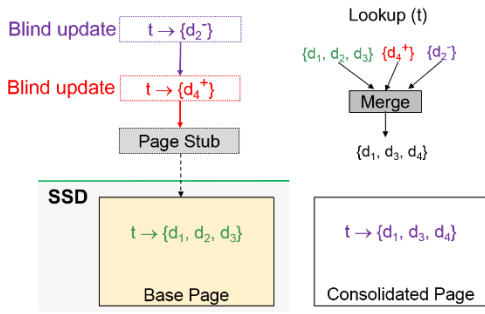 Blind update
t → {d₂⁻}
Blind update
t → {d₄⁺}
Page Stub
SSD
t → {d₁, d₂, d₃}
Base Page
Lookup (t)
{d₁, d₂, d₃} {d₄⁺} {d₂⁻}
Merge
{d₁, d₃, d₄}
t → {d₁, d₃, d₄}
Consolidated Page